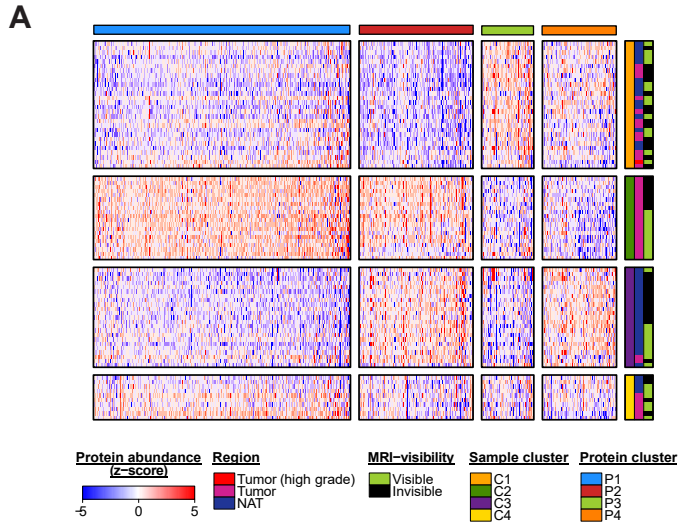 A
Protein abundance
(z−score)
−5 0 5
Region
Tumor (high grade)
Tumor
NAT
MRI−visibility
Visible
Invisible
Sample cluster
C1
C2
C3
C4
Protein cluster
P1
P2
P3
P4